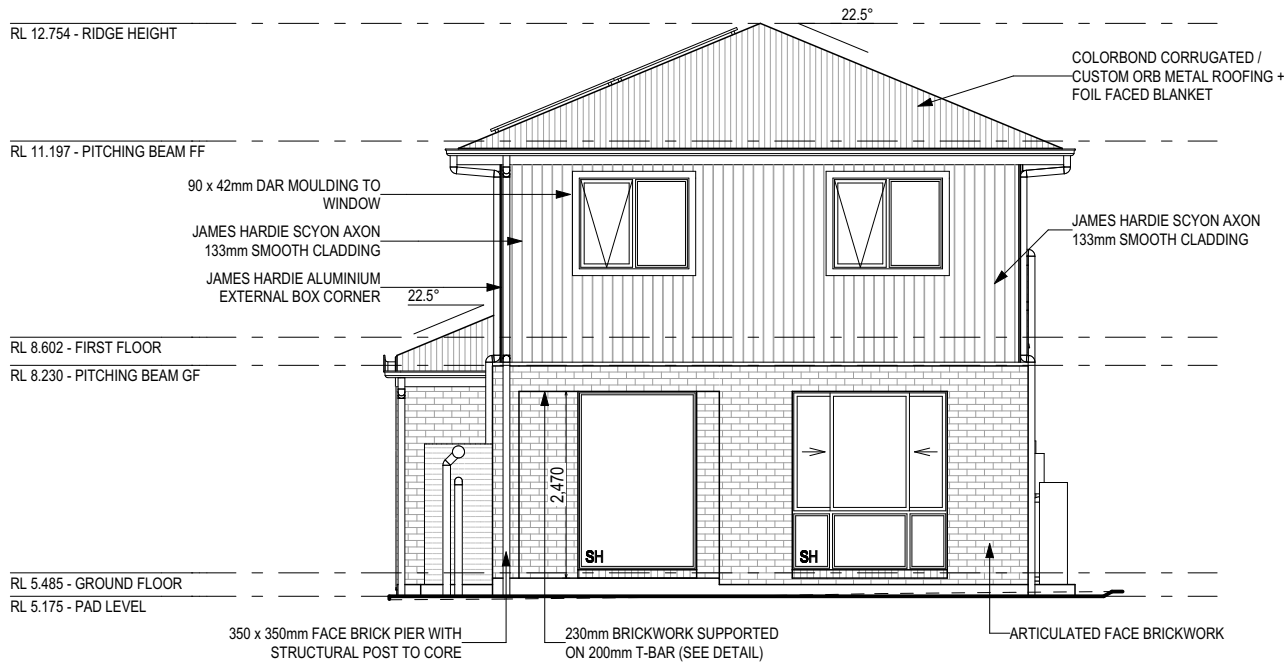 22.5°
RL 12.754 - RIDGE HEIGHT
COLORBOND CORRUGATED /
CUSTOM ORB METAL ROOFING +
FOIL FACED BLANKET
RL 11.197 - PITCHING BEAM FF
90 x 42mm DAR MOULDING TO
WINDOW
JAMES HARDIE SCYON AXON
133mm SMOOTH CLADDING
JAMES HARDIE SCYON AXON
133mm SMOOTH CLADDING
JAMES HARDIE ALUMINIUM
EXTERNAL BOX CORNER
22.5°
RL 8.602 - FIRST FLOOR
RL 8.230 - PITCHING BEAM GF
2,470
SH
SH
RL 5.485 - GROUND FLOOR
RL 5.175 - PAD LEVEL
350 x 350mm FACE BRICK PIER WITH
STRUCTURAL POST TO CORE
230mm BRICKWORK SUPPORTED
ON 200mm T-BAR (SEE DETAIL)
ARTICULATED FACE BRICKWORK